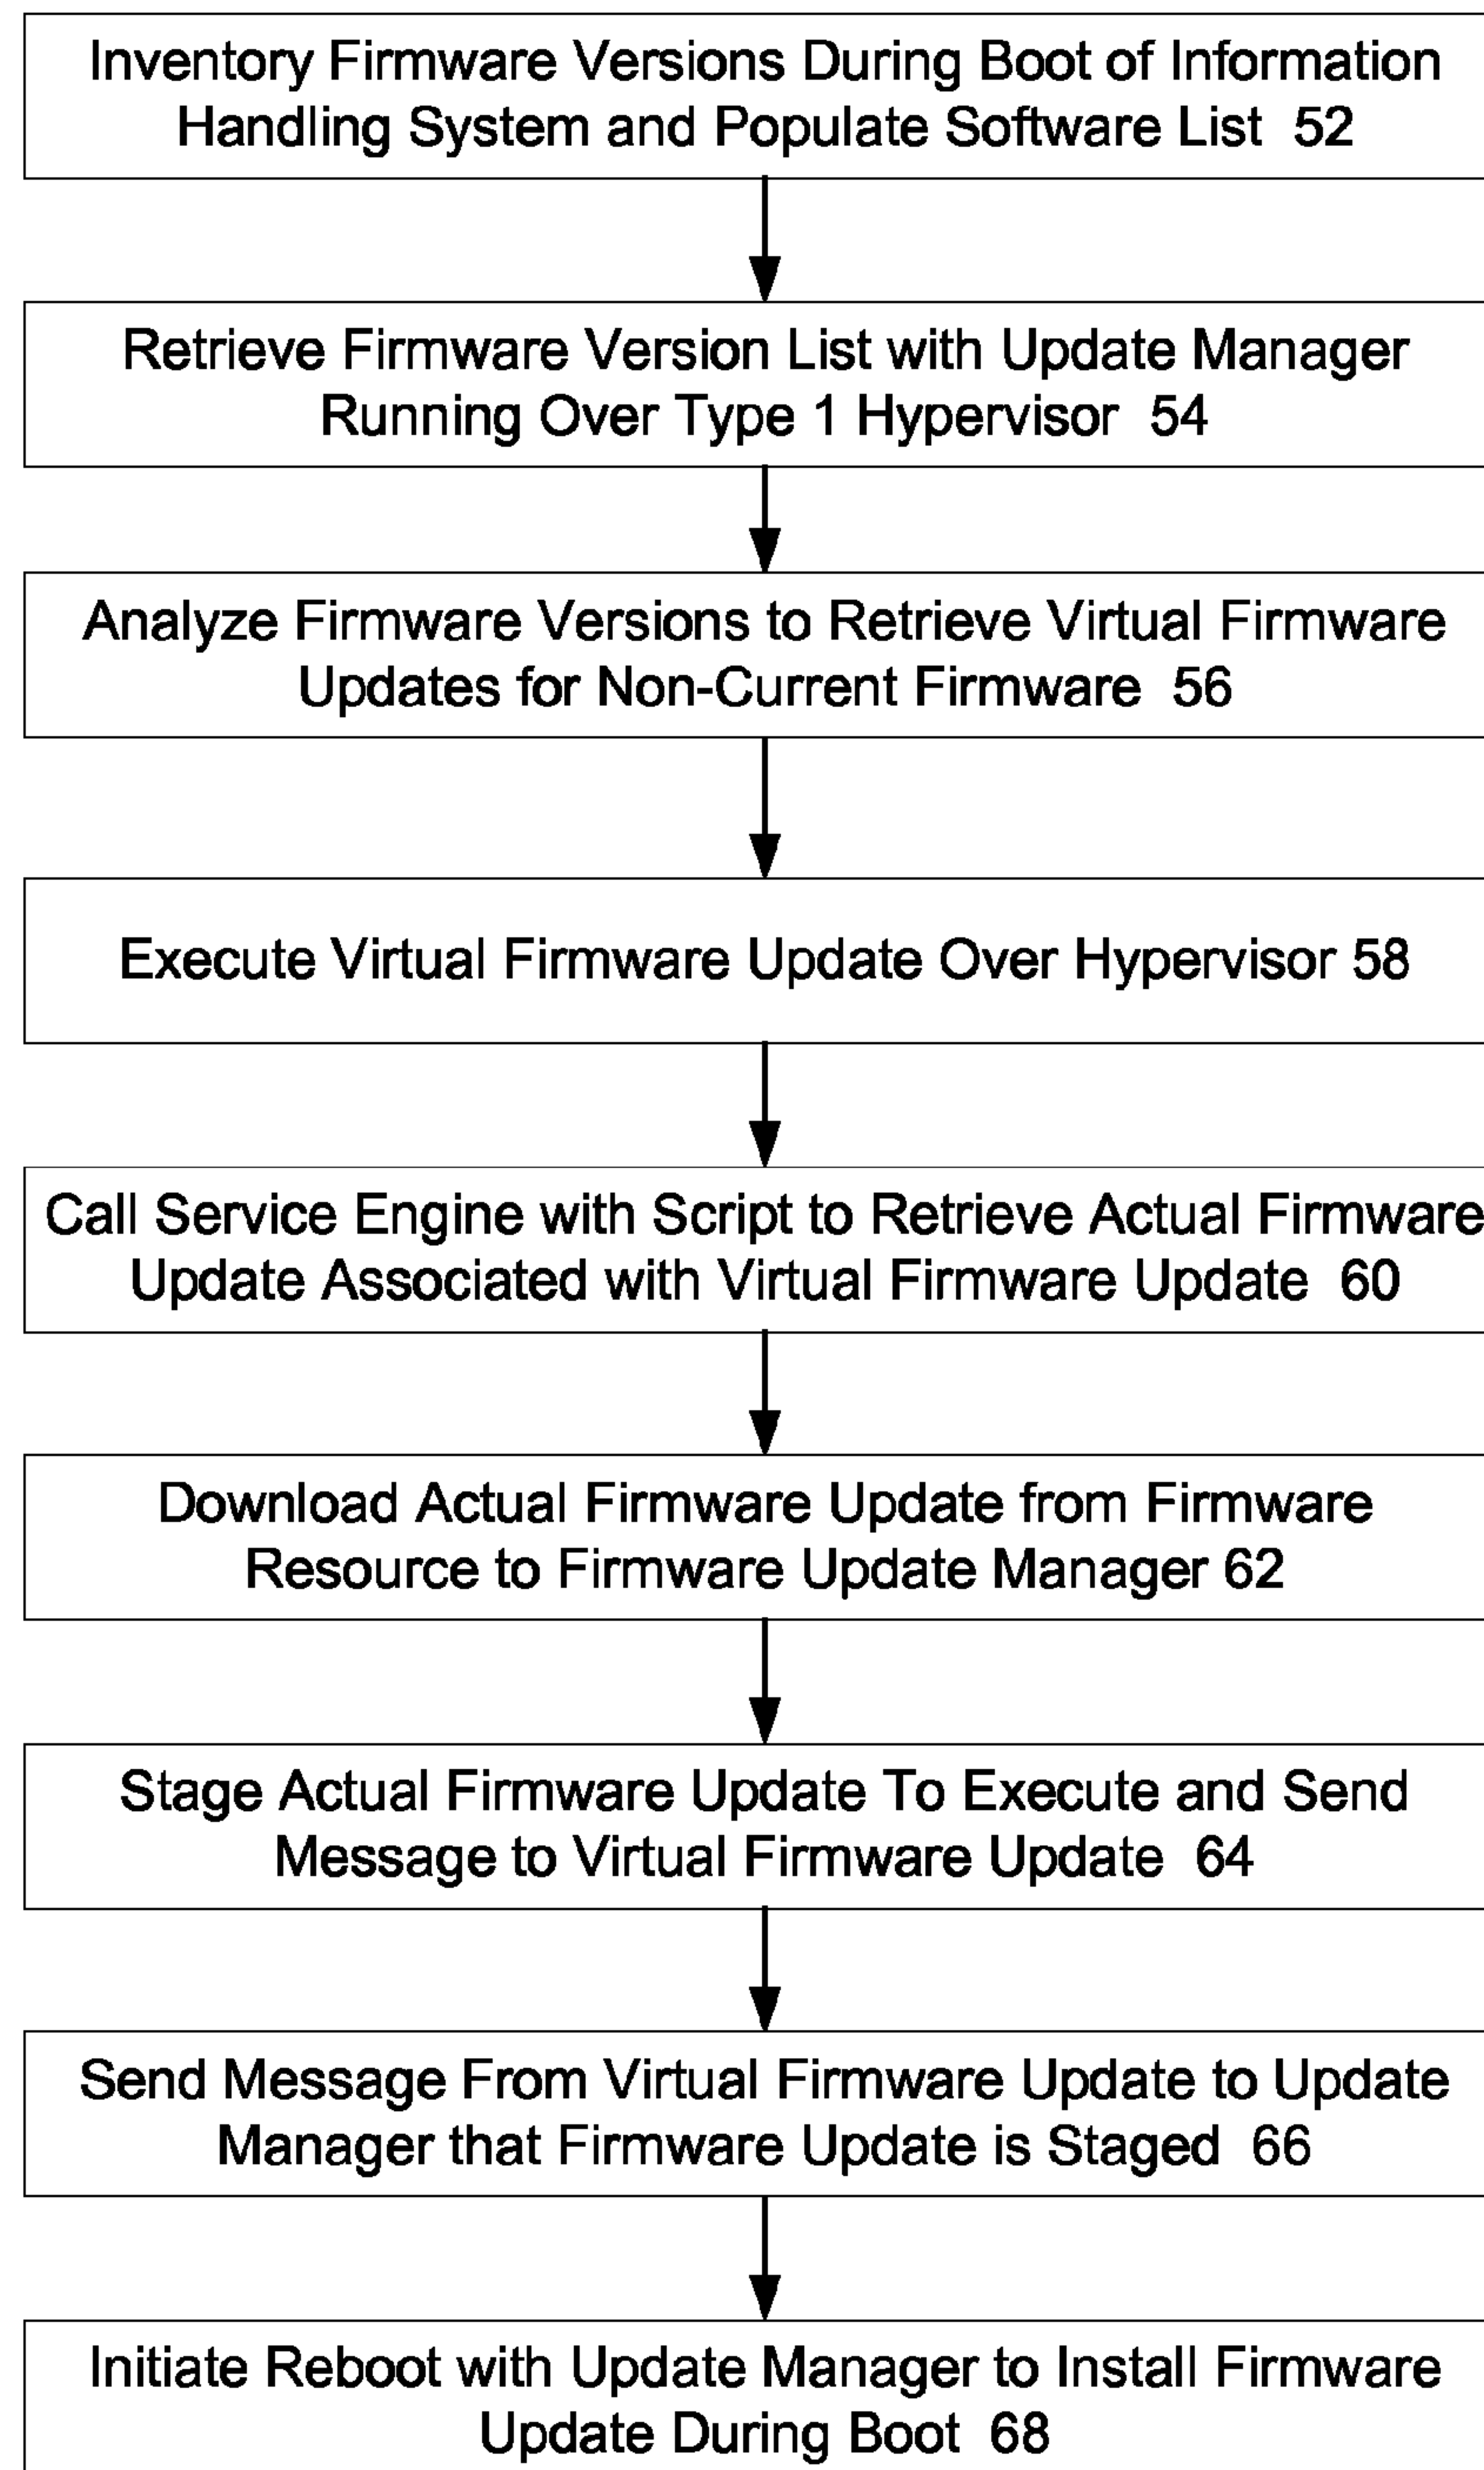 Inventory Firmware Versions During Boot of Information
Handling System and Populate Software List 52
Retrieve Firmware Version List with Update Manager
Running Over Type 1 Hypervisor 54
Analyze Firmware Versions to Retrieve Virtual Firmware
Updates for Non-Current Firmware 56
Execute Virtual Firmware Update Over Hypervisor 58
Call Service Engine with Script to Retrieve Actual Firmware
Update Associated with Virtual Firmware Update 60
Download Actual Firmware Update from Firmware
Resource to Firmware Update Manager 62
Stage Actual Firmware Update To Execute and Send
Message to Virtual Firmware Update 64
Send Message From Virtual Firmware Update to Update
Manager that Firmware Update is Staged 66
Initiate Reboot with Update Manager to Install Firmware
Update During Boot 68